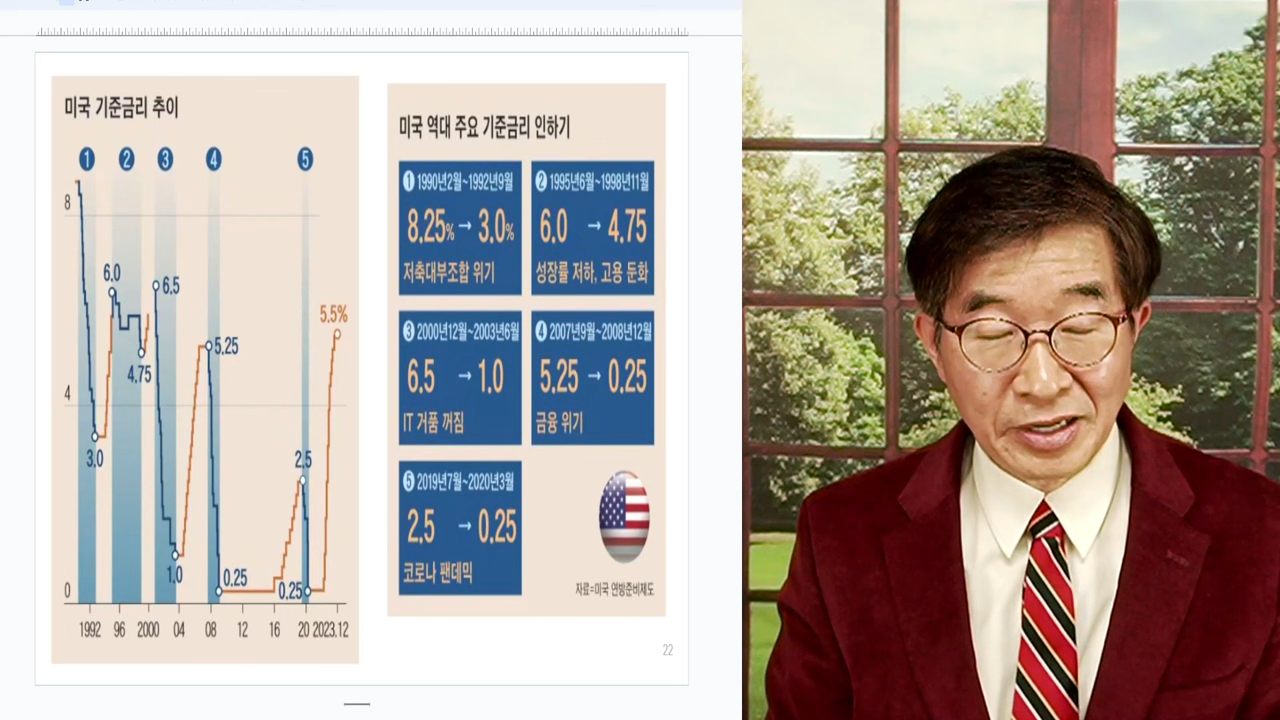 미국 기준금리 추이
1 2 3 4 5
8
6.0
6.5
5.5%
5.25
4.75
4
3.0
2.5
1.0
0.25
0.25
0
1992 96 2000 04 08 12 16 20 2023.12
미국 역대 주요 기준금리 인하기
1 1990년2월~1992년9월
8.25% → 3.0%
저축대부조합 위기
2 1995년6월~1998년11월
6.0 → 4.75
성장률 저하, 고용 둔화
3 2000년12월~2003년6월
6.5 → 1.0
IT 거품 꺼짐
4 2007년9월~2008년12월
5.25 → 0.25
금융 위기
5 2019년7월~2020년3월
2.5 → 0.25
코로나 팬데믹
자료=미국 연방준비제도
22